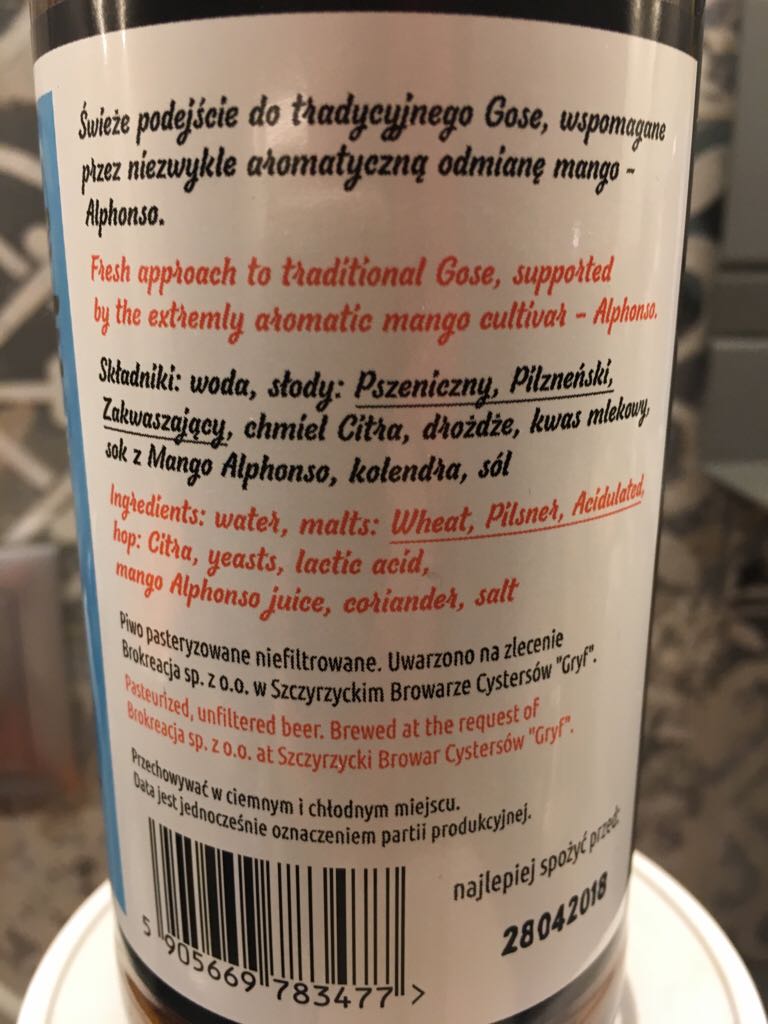 Świeże podejście do tradycyjnego Gose, wspomagane
przez niezwykle aromatyczną odmianę mango -
Alphonso.
Fresh approach to traditional Gose, supported
by the extremly aromatic mango cultivar - Alphonso.
Składniki: woda, słody: Pszeniczny, Pilzneński,
Zakwaszający, chmiel Citra, drożdże, kwas mlekowy,
sok z Mango Alphonso, kolendra, sól
Ingredients: water, malts: Wheat, Pilsner, Acidulated,
hop: Citra, yeasts, lactic acid,
mango Alphonso juice, coriander, salt
Piwo pasteryzowane niefiltrowane. Uwarzono na zlecenie
Brokreacja sp. z o.o. w Szczyrzyckim Browarze Cystersów "Gryf".
Pasteurized, unfiltered beer. Brewed at the request of
Brokreacja sp. z o.o. at Szczyrzycki Browar Cystersów "Gryf".
Przechowywać w ciemnym i chłodnym miejscu.
Data jest jednocześnie oznaczeniem partii produkcyjnej.
najlepiej spożyć przed:
28042018
5 905669 783477 >